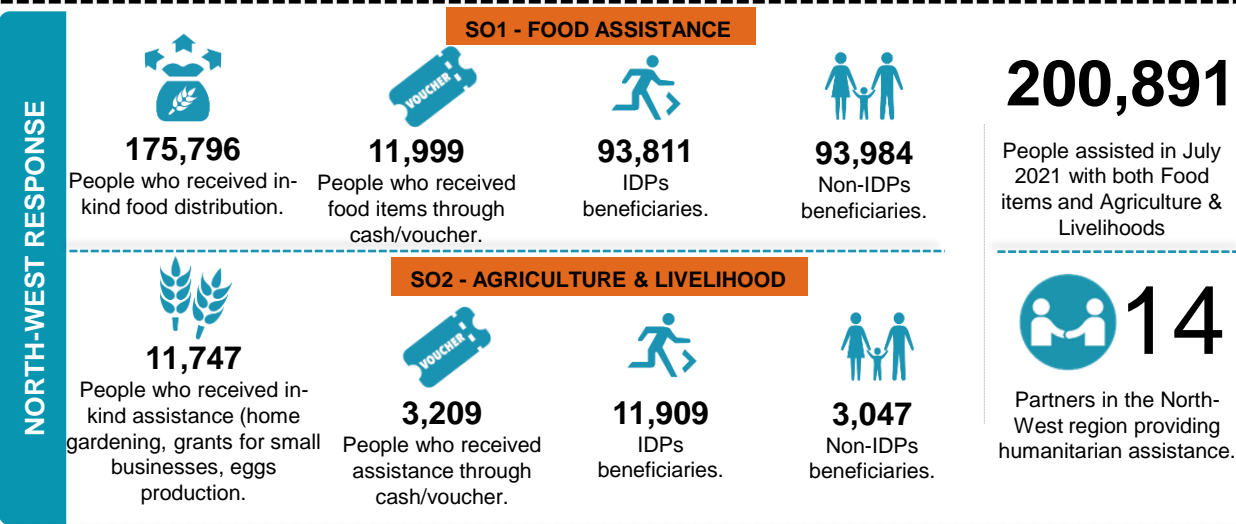 NORTH-WEST RESPONSE
SO1 - FOOD ASSISTANCE
175,796
People who received in-
kind food distribution.
VOUCHER
11,999
People who received
food items through
cash/voucher.
93,811
IDPs
beneficiaries.
93,984
Non-IDPs
beneficiaries.
200,891
People assisted in July
2021 with both Food
items and Agriculture &
Livelihoods
SO2 - AGRICULTURE & LIVELIHOOD
11,747
People who received in-
kind assistance (home
gardening, grants for small
businesses, eggs
production.
VOUCHER
3,209
People who received
assistance through
cash/voucher.
11,909
IDPs
beneficiaries.
3,047
Non-IDPs
beneficiaries.
14
Partners in the North-
West region providing
humanitarian assistance.